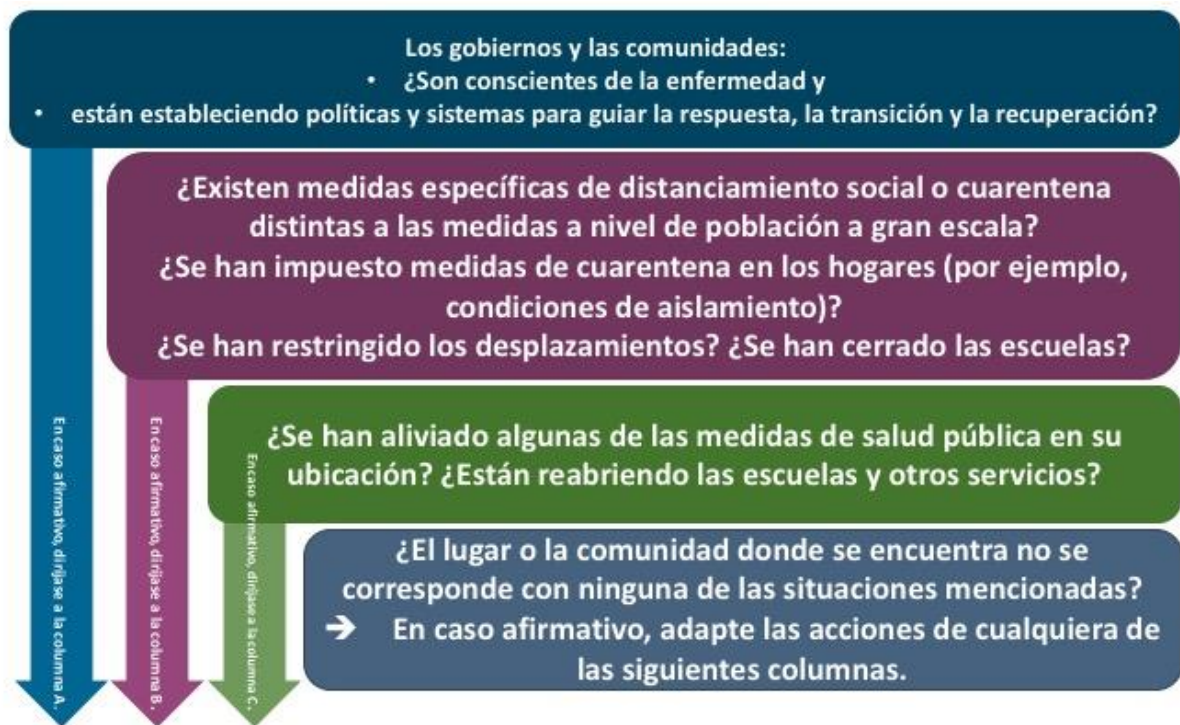 Los gobiernos y las comunidades:
• ¿Son conscientes de la enfermedad y
• están estableciendo políticas y sistemas para guiar la respuesta, la transición y la recuperación?
¿Existen medidas específicas de distanciamiento social o cuarentena
distintas a las medidas a nivel de población a gran escala?
¿Se han impuesto medidas de cuarentena en los hogares (por ejemplo,
condiciones de aislamiento)?
¿Se han restringido los desplazamientos? ¿Se han cerrado las escuelas?
¿Se han aliviado algunas de las medidas de salud pública en su
ubicación? ¿Están reabriendo las escuelas y otros servicios?
¿El lugar o la comunidad donde se encuentra no se
corresponde con ninguna de las situaciones mencionadas?
➔ En caso afirmativo, adapte las acciones de cualquiera de
las siguientes columnas.
En caso afirmativo, diríjase a la columna A.
En caso afirmativo, diríjase a la columna B.
En caso afirmativo, diríjase a la columna C.